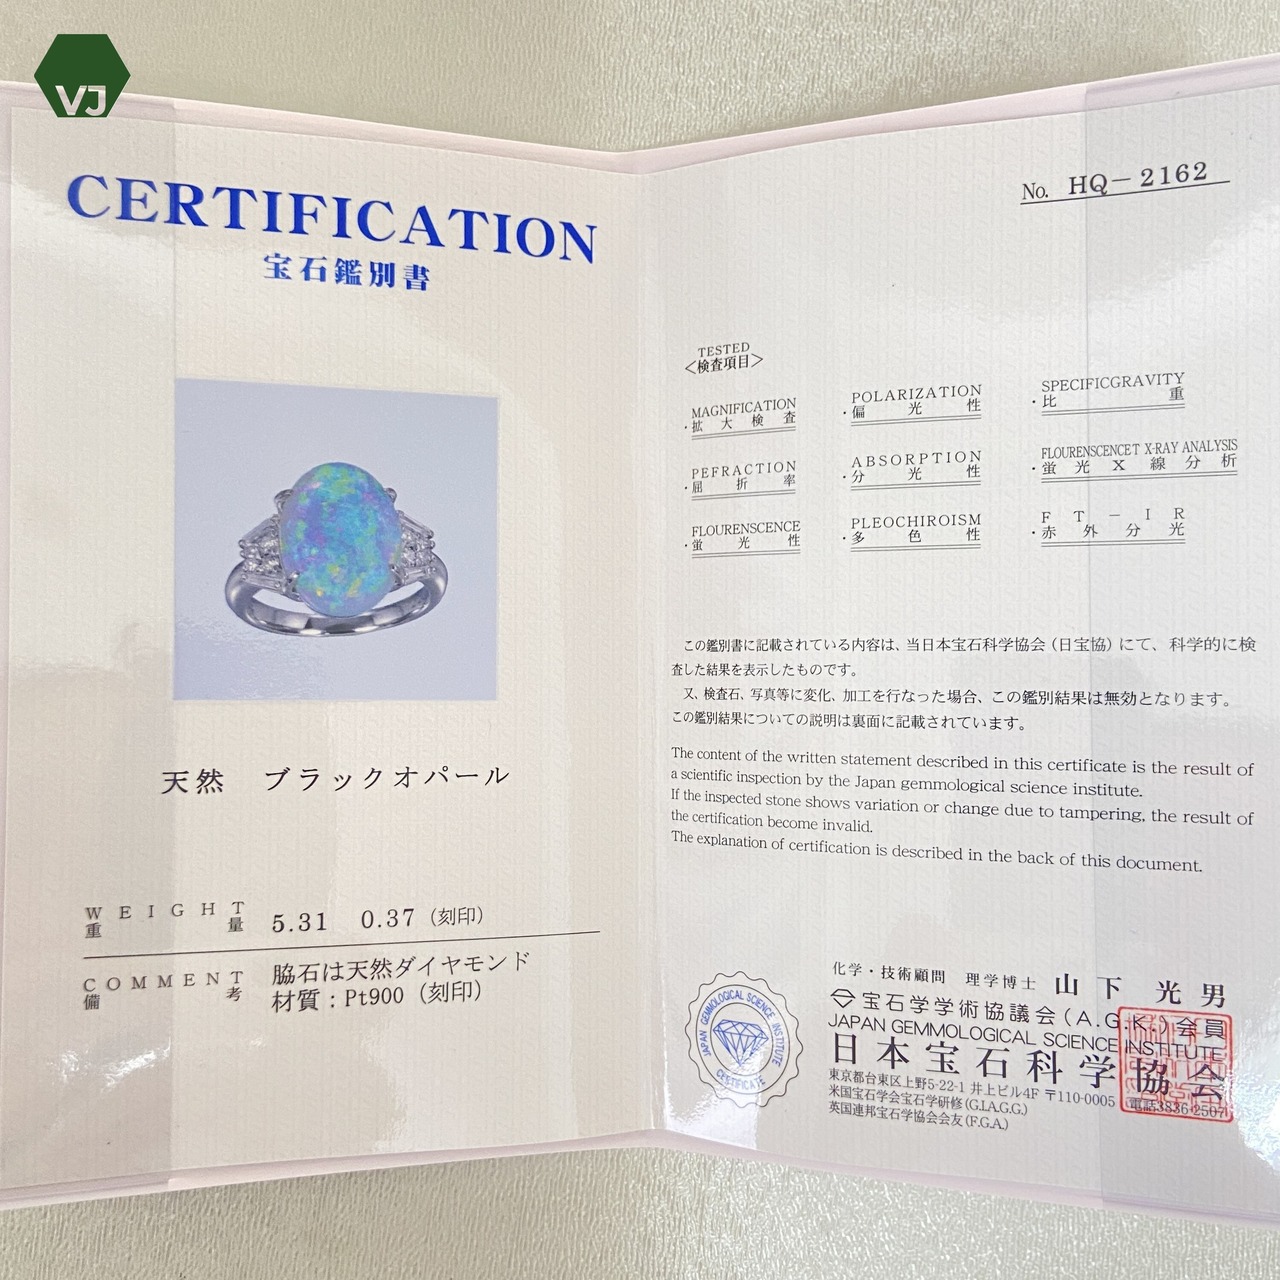 VJ
CERTIFICATION
宝石鑑別書
天然 ブラックオパール
WEIGHT
重量 5.31 0.37 (刻印)
COMMENT
備考
脇石は天然ダイヤモンド
材質:Pt900 (刻印)
No. HQ-2162
TESTED
<検査項目>
MAGNIFICATION
・拡大検査
POLARIZATION
・偏光性
SPECIFICGRAVITY
・比重
PEFRACTION
・屈折率
ABSORPTION
・分光性
FLOURENSCENCET X-RAY ANALYSIS
・蛍光X線分析
FLOURENSCENCE
・蛍光性
PLEOCHIROISM
・多色性
FT-IR
・赤外分光
この鑑別書に記載されている内容は、当日本宝石科学協会(日宝協)にて、科学的に検
査した結果を表示したものです。
又、検査石、写真等に変化、加工を行なった場合、この鑑別結果は無効となります。
この鑑別結果についての説明は裏面に記載されています。
The content of the written statement described in this certificate is the result of
a scientific inspection by the Japan gemmological science institute.
If the inspected stone shows variation or change due to tampering, the result of
the certification become invalid.
The explanation of certification is described in the back of this document.
JAPAN GEMMOLOGICAL SCIENCE INSTITUTE
CERTIFICATE
化学・技術顧問 理学博士 山下光男
宝石学学術協議会(A.G.K.)会員
JAPAN GEMMOLOGICAL SCIENCE INSTITUTE
日本宝石科学協会
東京都台東区上野5-22-1 井上ビル4F 〒110-0005 電話3836-2507
米国宝石学会宝石学研修(G.I.A.G.G.)
英国連邦宝石学協会会友(F.G.A.)